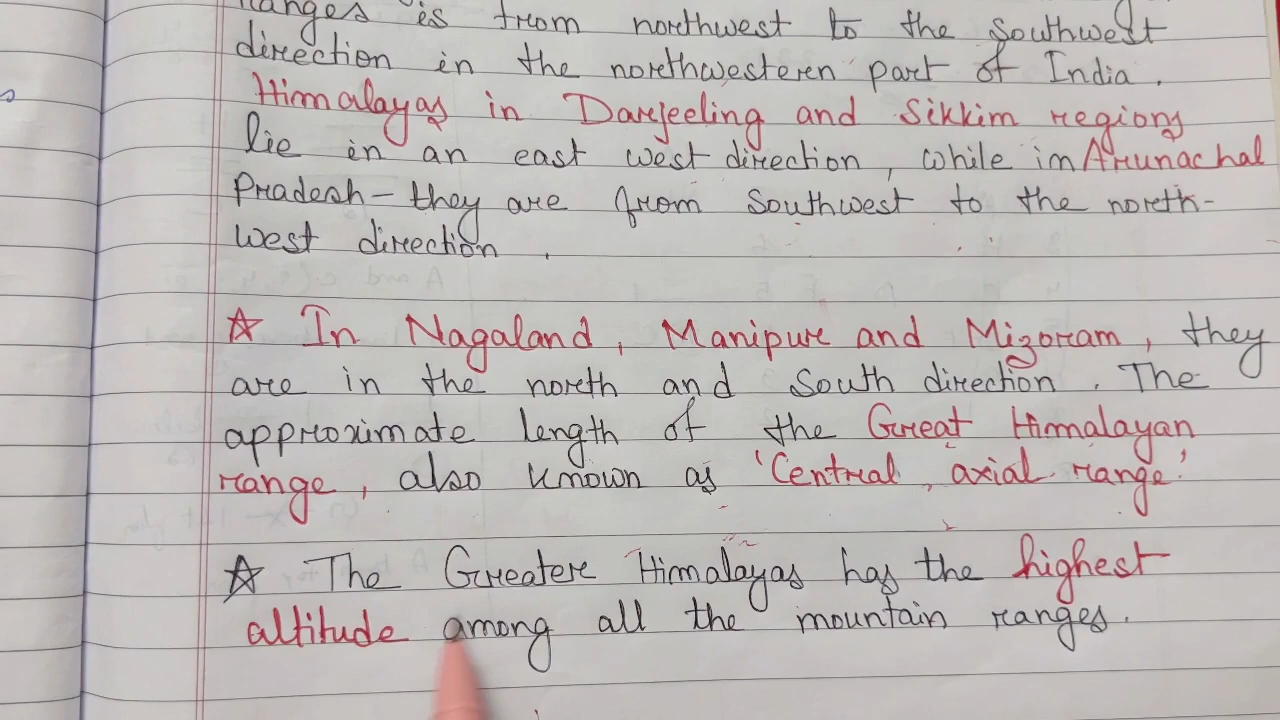 ranges is from northwest to the southwest
direction in the northwestern part of India.
Himalayas in Darjeeling and Sikkim regions
lie in an east west direction, while in Arunachal
Pradesh - they are from southwest to the north-
west direction.
☆ In Nagaland, Manipur and Mizoram, they
are in the north and south direction. The
approximate length of the Great Himalayan
range, also known as 'Central, axial range'
☆ The Greater Himalayas has the highest
altitude among all the mountain ranges.